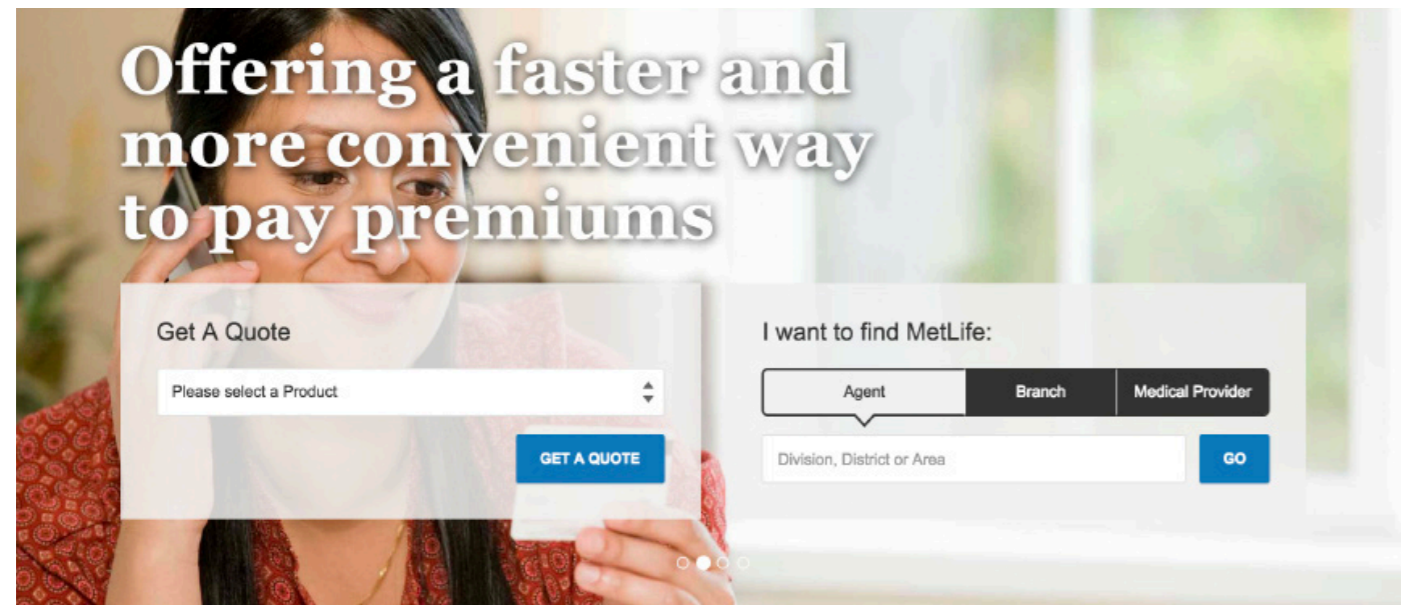 Offering a faster and
more convenient way
to pay premiums
Get A Quote
Please select a Product
GET A QUOTE
I want to find MetLife:
Agent Branch Medical Provider
Division, District or Area
GO